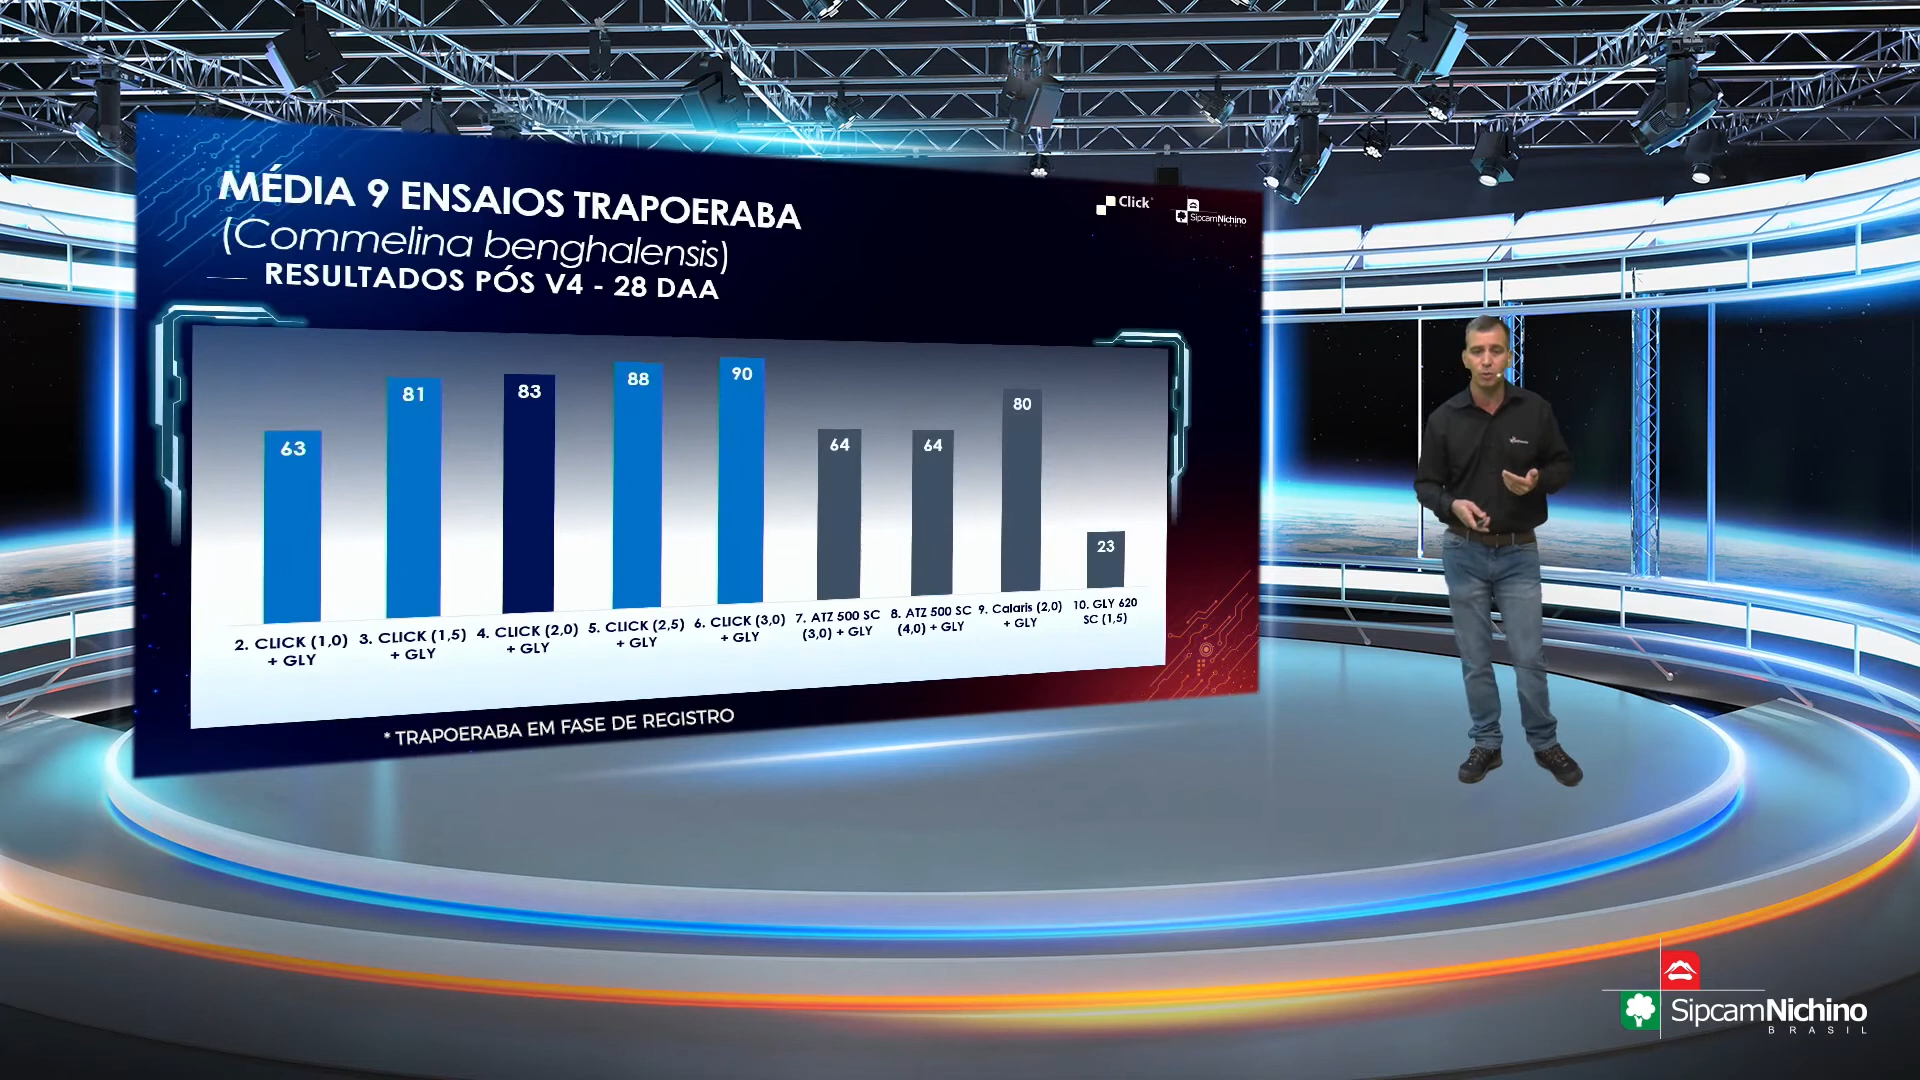 MÉDIA 9 ENSAIOS TRAPOERABA
(Commelina benghalensis)
RESULTADOS PÓS V4 - 28 DAA
Click
SipcamNichino
63
81
83
88
90
64
64
80
23
2. CLICK (1,0)
+ GLY
3. CLICK (1,5)
+ GLY
4. CLICK (2,0)
+ GLY
5. CLICK (2,5)
+ GLY
6. CLICK (3,0)
+ GLY
7. ATZ 500 SC
(3,0) + GLY
8. ATZ 500 SC
(4,0) + GLY
9. Calaris (2,0)
+ GLY
10. GLY 620
SC (1,5)
* TRAPOERABA EM FASE DE REGISTRO
SipcamNichino
BRASIL